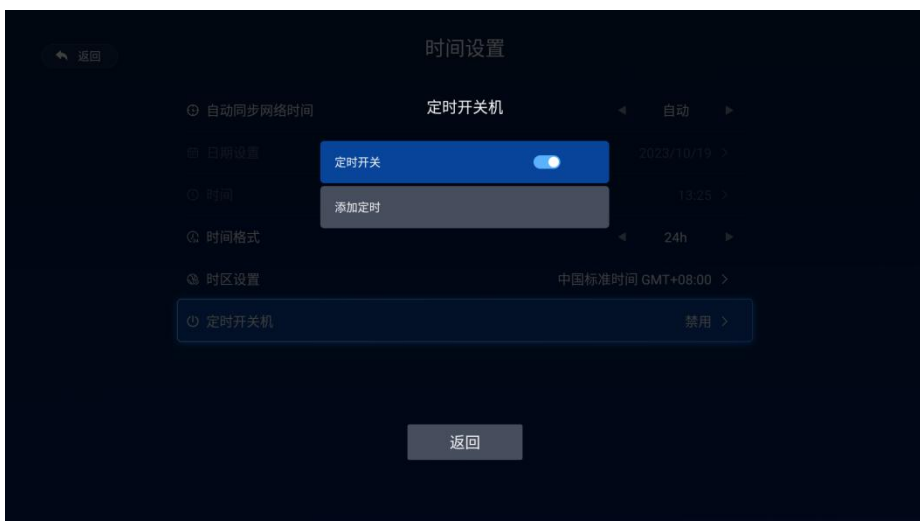 返回
时间设置
自动同步网络时间
定时开关机
自动
日期设置
定时开关
2023/10/19
时间
添加定时
13:25
时间格式
24h
时区设置
中国标准时间 GMT+08:00
定时开关机
禁用
返回